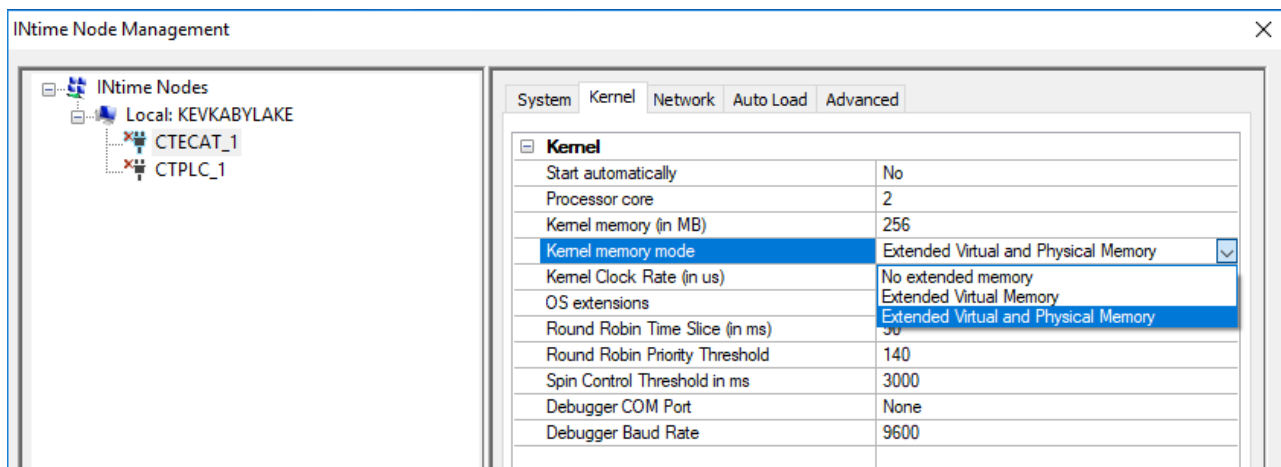 INtime Node Management
INtime Nodes
Local: KEVKABYLAKE
CTECAT_1
CTPLC_1
System Kernel Network Auto Load Advanced
Kernel
Start automatically No
Processor core 2
Kernel memory (in MB) 256
Kernel memory mode Extended Virtual and Physical Memory
Kernel Clock Rate (in us) No extended memory
OS extensions Extended Virtual Memory
Extended Virtual and Physical Memory
Round Robin Time Slice (in ms)
Round Robin Priority Threshold 140
Spin Control Threshold in ms 3000
Debugger COM Port None
Debugger Baud Rate 9600